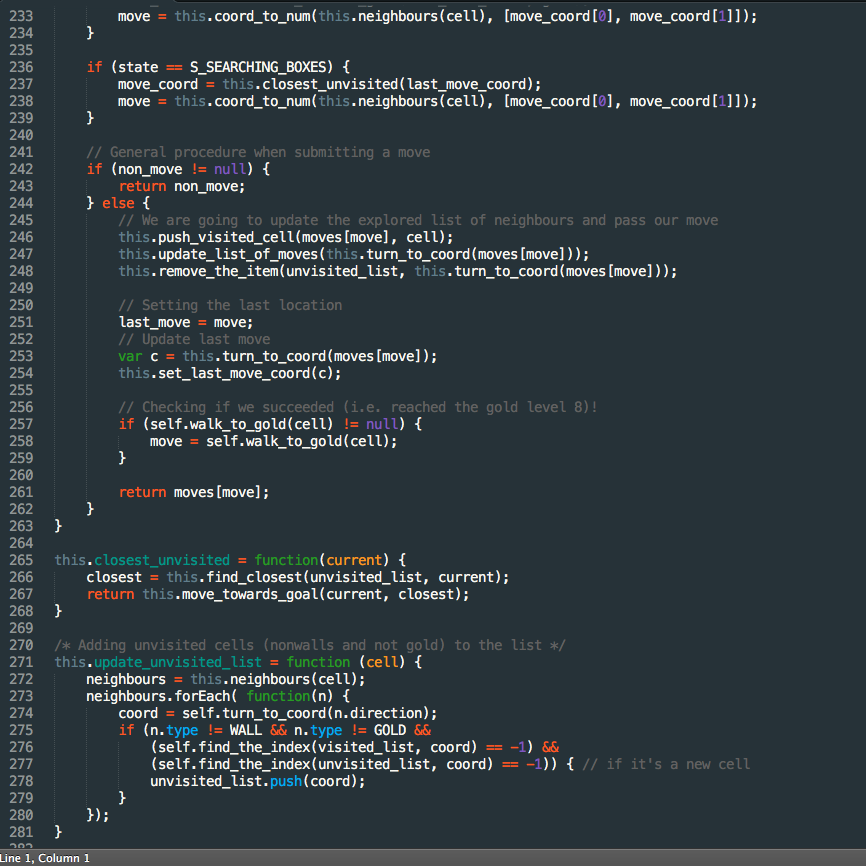 233 move = this.coord_to_num(this.neighbours(cell), [move_coord[0], move_coord[1]]);
234 }
235
236 if (state == S_SEARCHING_BOXES) {
237 move_coord = this.closest_unvisited(last_move_coord);
238 move = this.coord_to_num(this.neighbours(cell), [move_coord[0], move_coord[1]]);
239 }
240
241 // General procedure when submitting a move
242 if (non_move != null) {
243 return non_move;
244 } else {
245 // We are going to update the explored list of neighbours and pass our move
246 this.push_visited_cell(moves[move], cell);
247 this.update_list_of_moves(this.turn_to_coord(moves[move]));
248 this.remove_the_item(unvisited_list, this.turn_to_coord(moves[move]));
249
250 // Setting the last location
251 last_move = move;
252 // Update last move
253 var c = this.turn_to_coord(moves[move]);
254 this.set_last_move_coord(c);
255
256 // Checking if we succeeded (i.e. reached the gold level 8)!
257 if (self.walk_to_gold(cell) != null) {
258 move = self.walk_to_gold(cell);
259 }
260
261 return moves[move];
262 }
263 }
264
265 this.closest_unvisited = function(current) {
266 closest = this.find_closest(unvisited_list, current);
267 return this.move_towards_goal(current, closest);
268 }
269
270 /* Adding unvisited cells (nonwalls and not gold) to the list */
271 this.update_unvisited_list = function (cell) {
272 neighbours = this.neighbours(cell);
273 neighbours.forEach( function(n) {
274 coord = self.turn_to_coord(n.direction);
275 if (n.type != WALL && n.type != GOLD &&
276 (self.find_the_index(visited_list, coord) == -1) &&
277 (self.find_the_index(unvisited_list, coord) == -1)) { // if it's a new cell
278 unvisited_list.push(coord);
279 }
280 });
281 }
Line 1, Column 1